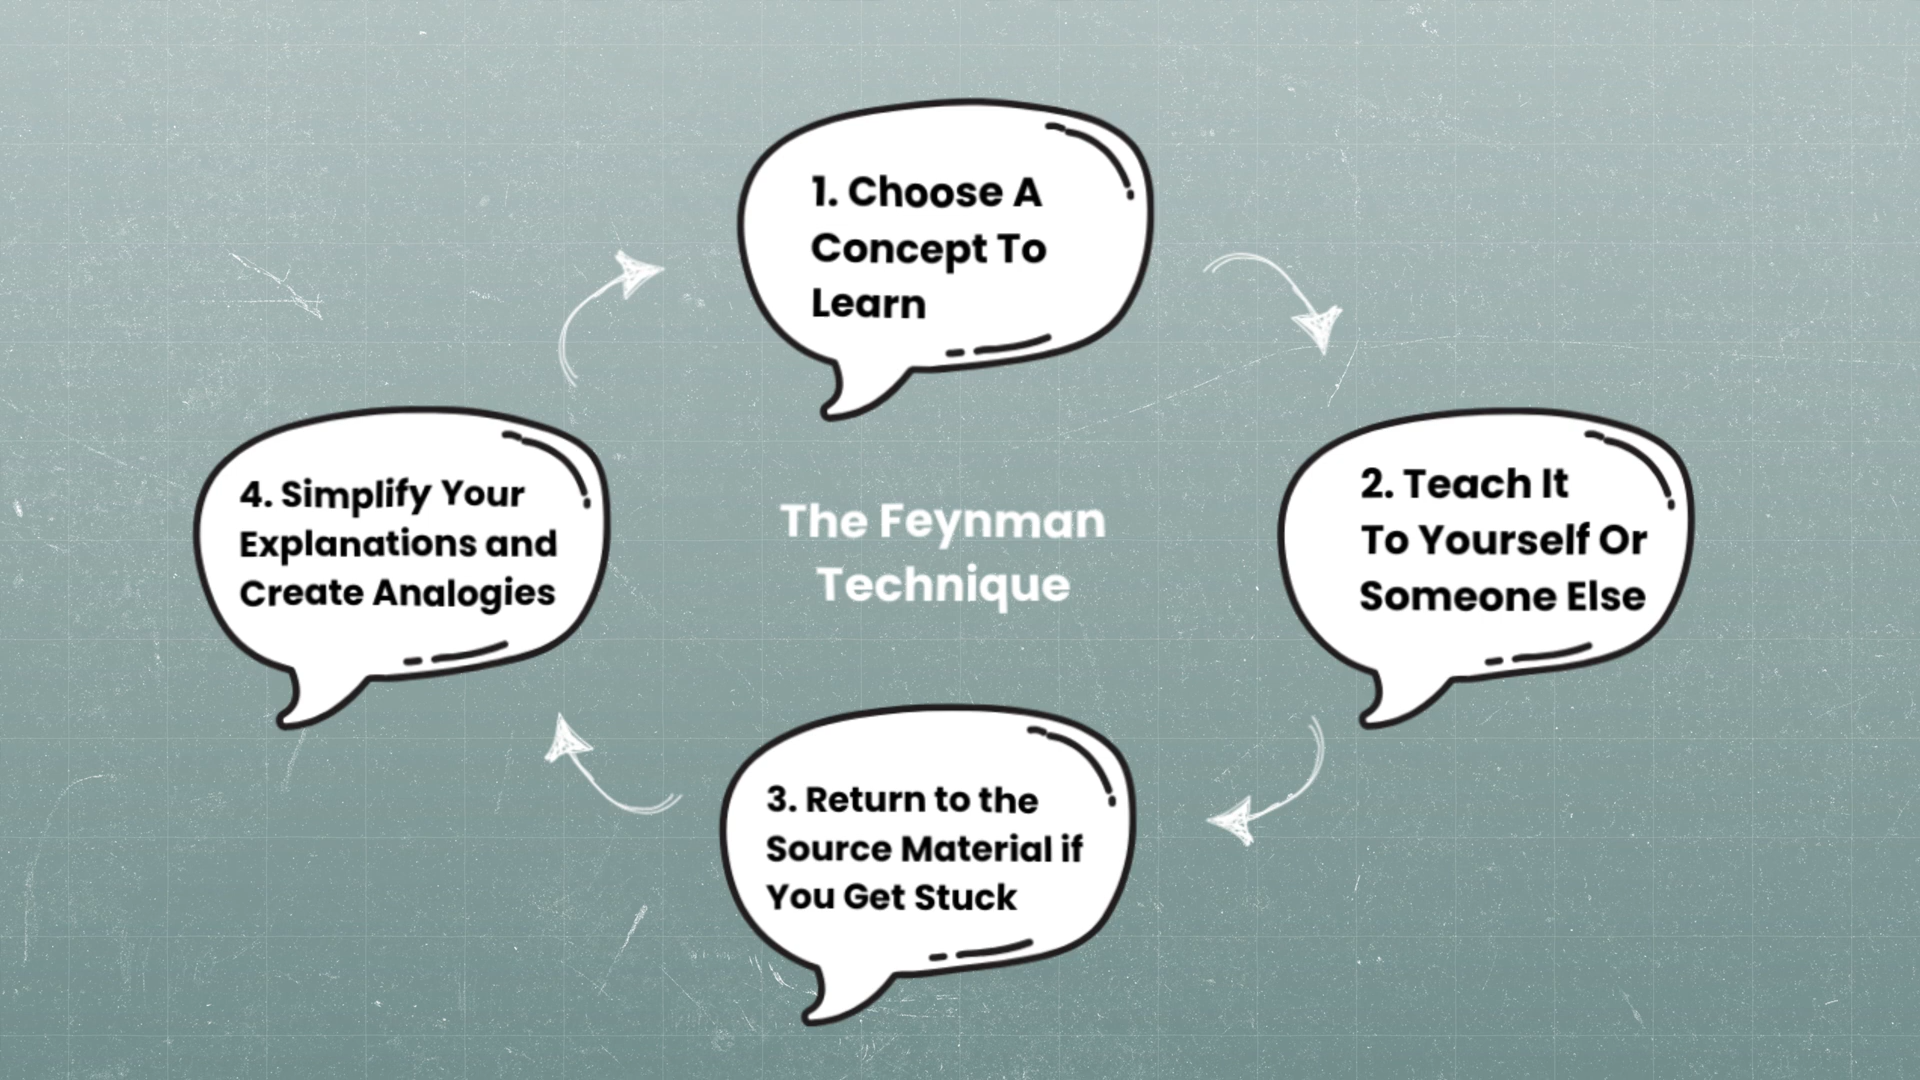 1. Choose A
Concept To
Learn
2. Teach It
To Yourself Or
Someone Else
3. Return to the
Source Material if
You Get Stuck
4. Simplify Your
Explanations and
Create Analogies
The Feynman
Technique